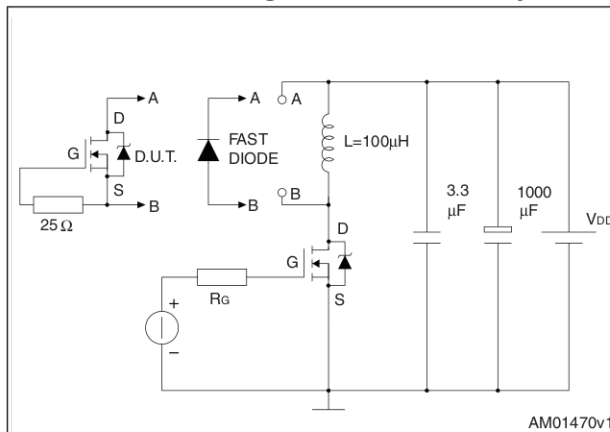 A
A
A
D
G
D.U.T.
S
25 Ω
B
FAST
DIODE
B
B
L=100μH
3.3
μF
1000
μF
VDD
D
G
S
RG
+
−
AM01470v1